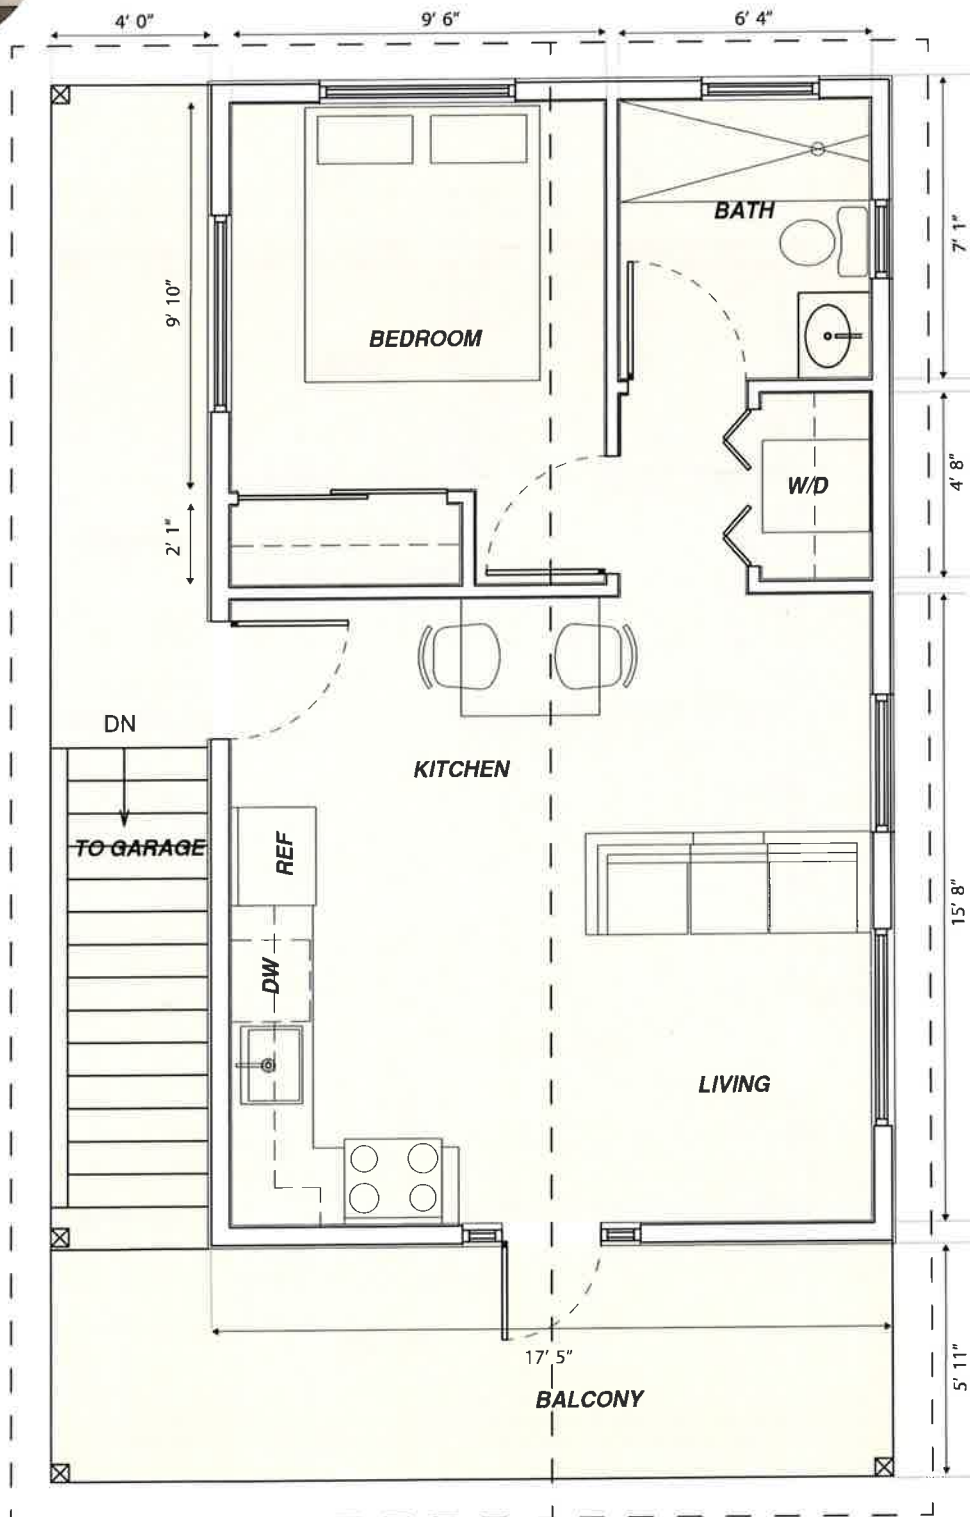 4' 0"
9' 6"
6' 4"
BATH
7' 1"
9' 10"
BEDROOM
4' 8"
W/D
2' 1"
DN
KITCHEN
TO GARAGE
REF
15' 8"
DW
LIVING
17' 5"
5' 11"
BALCONY